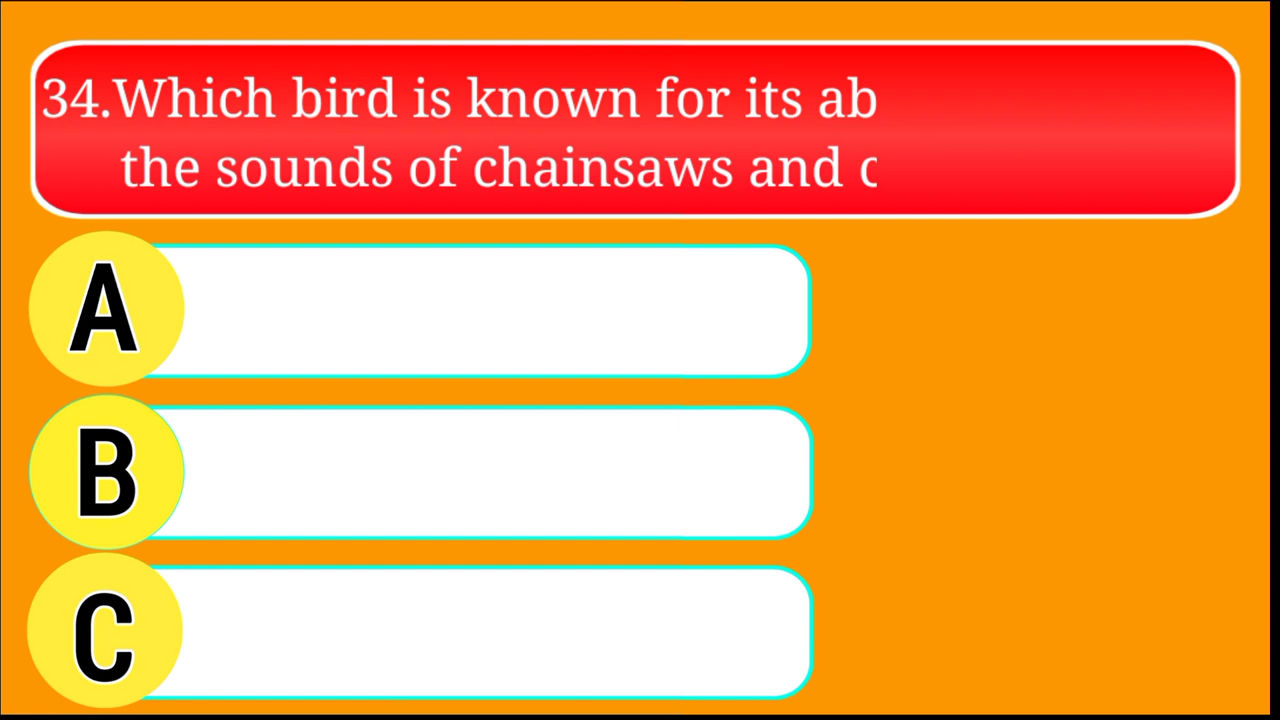 34.Which bird is known for its ab
the sounds of chainsaws and
A
B
C